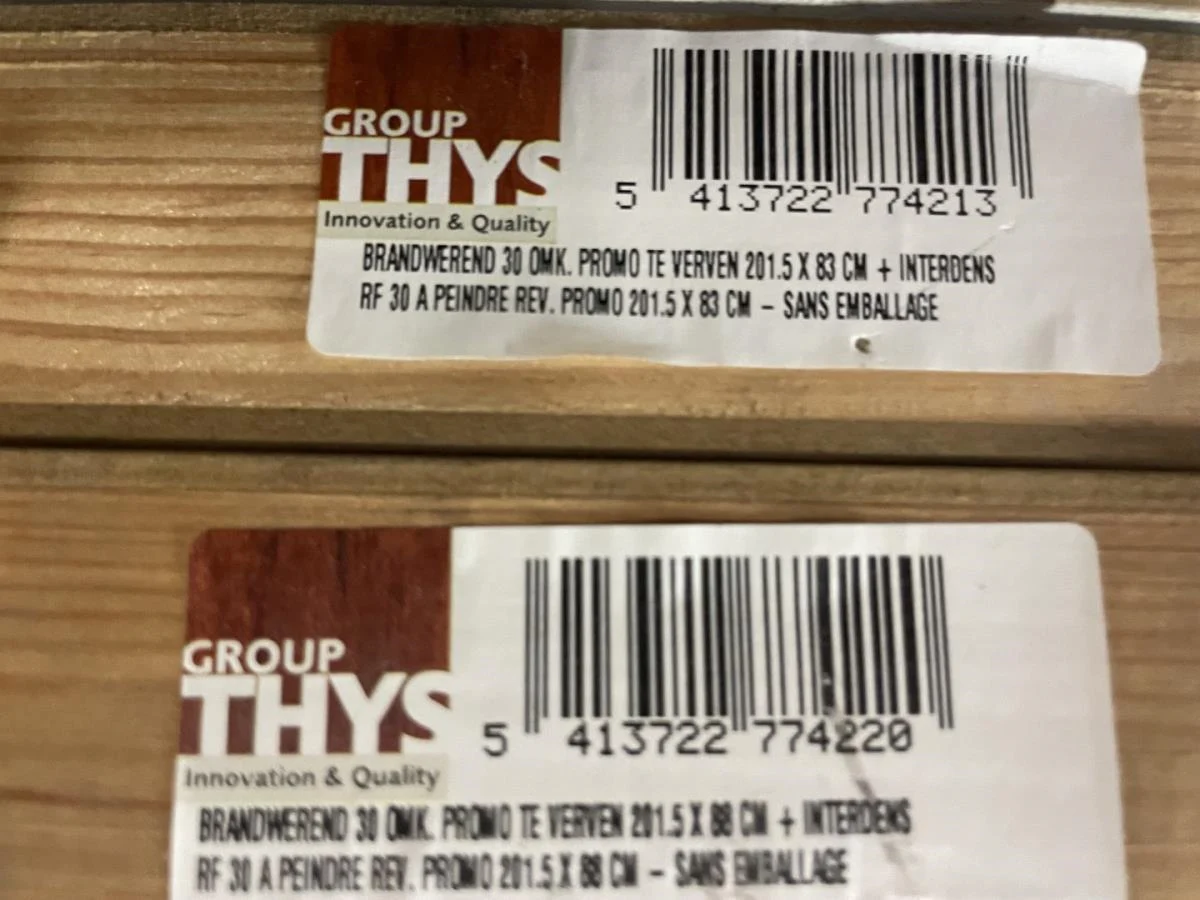 GROUP
THYS
Innovation & Quality
5 413722 774213
BRANDWEREND 30 OMK. PROMO TE VERVEN 201.5 X 83 CM + INTERDENS
RF 30 A PEINDRE REV. PROMO 201.5 X 83 CM - SANS EMBALLAGE
GROUP
THYS
Innovation & Quality
5 413722 774220
BRANDWEREND 30 OMK. PROMO TE VERVEN 201.5 X 88 CM + INTERDENS
RF 30 A PEINDRE REV. PROMO 201.5 X 88 CM - SANS EMBALLAGE